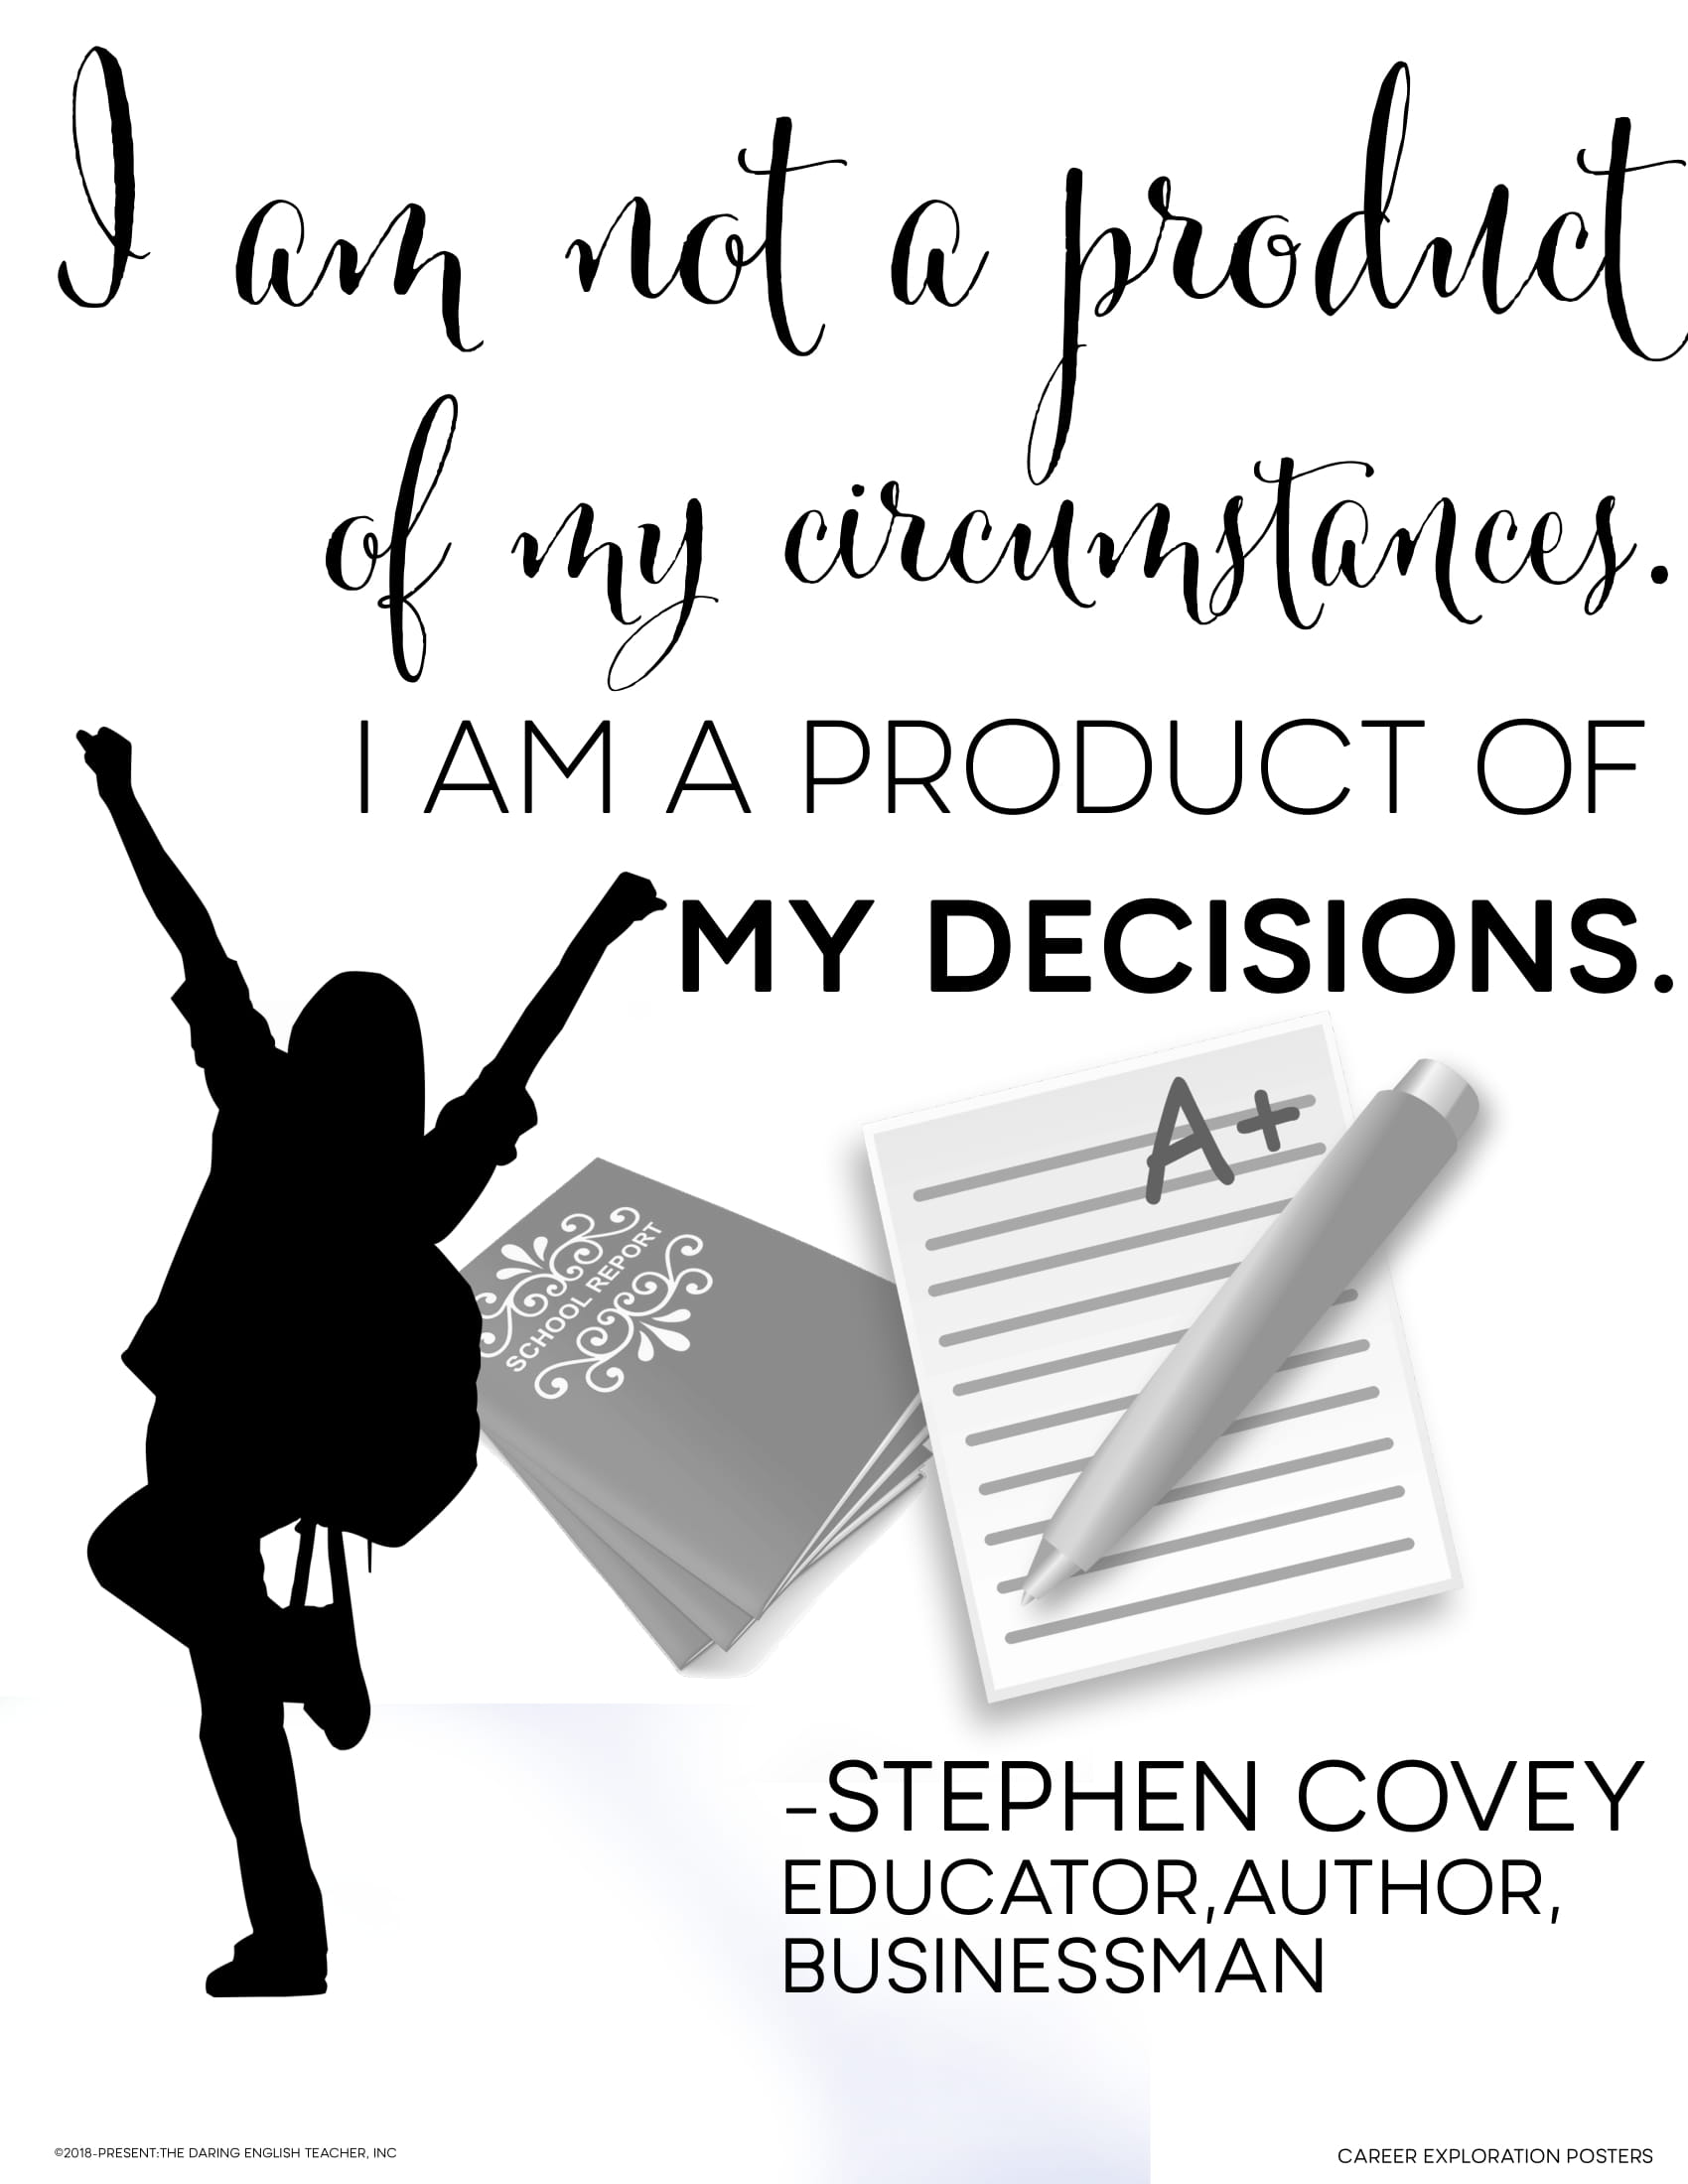 I am not a product
of my circumstances.
I AM A PRODUCT OF
MY DECISIONS.
A+
SCHOOL REPORT
-STEPHEN COVEY
EDUCATOR,AUTHOR,
BUSINESSMAN
©2018-PRESENT:THE DARING ENGLISH TEACHER, INC
CAREER EXPLORATION POSTERS